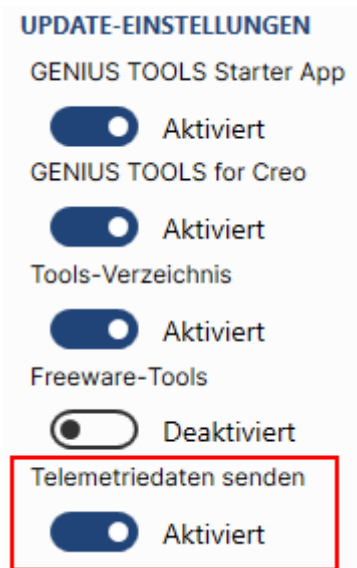 UPDATE-EINSTELLUNGEN
GENIUS TOOLS Starter App
Aktiviert
GENIUS TOOLS for Creo
Aktiviert
Tools-Verzeichnis
Aktiviert
Freeware-Tools
Deaktiviert
Telemetriedaten senden
Aktiviert